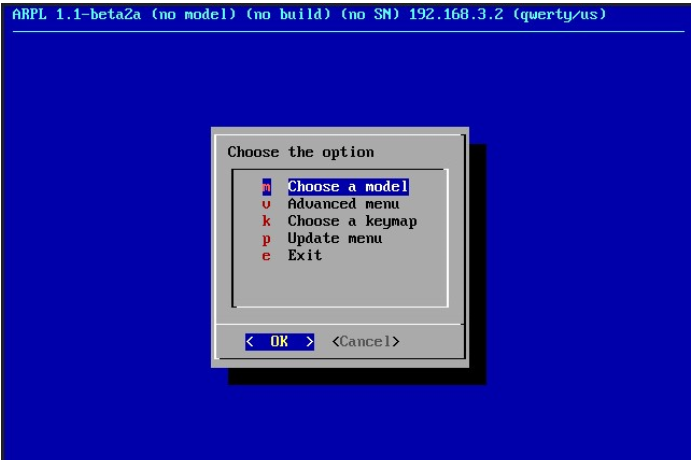 ARPL 1.1-beta2a (no model) (no build) (no SN) 192.168.3.2 (qwerty/us)
Choose the option
m Choose a model
v Advanced menu
k Choose a keymap
p Update menu
e Exit
< OK > <Cancel>